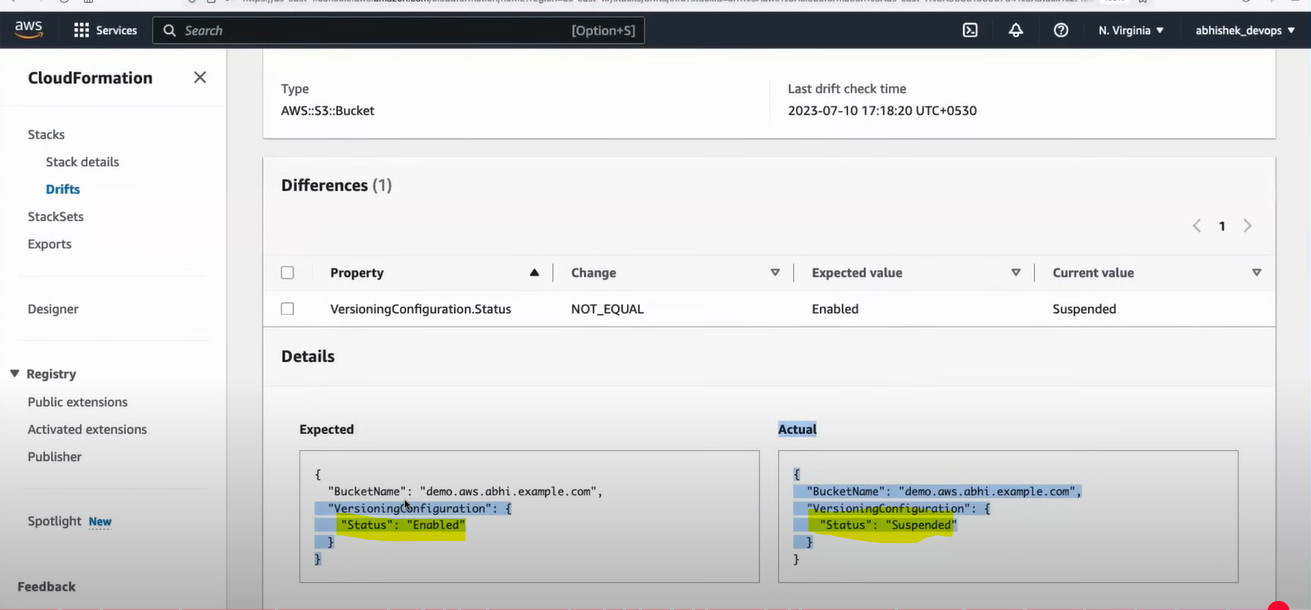 aws
Services
Search
[Option+S]
N. Virginia
abhishek_devops
CloudFormation
Stacks
Stack details
Drifts
StackSets
Exports
Designer
Registry
Public extensions
Activated extensions
Publisher
Spotlight New
Feedback
Type
AWS::S3::Bucket
Last drift check time
2023-07-10 17:18:20 UTC+0530
Differences (1)
1
Property Change Expected value Current value
VersioningConfiguration.Status NOT_EQUAL Enabled Suspended
Details
Expected
{
"BucketName": "demo.aws.abhi.example.com",
"VersioningConfiguration": {
"Status": "Enabled"
}
}
Actual
{
"BucketName": "demo.aws.abhi.example.com",
"VersioningConfiguration": {
"Status": "Suspended"
}
}